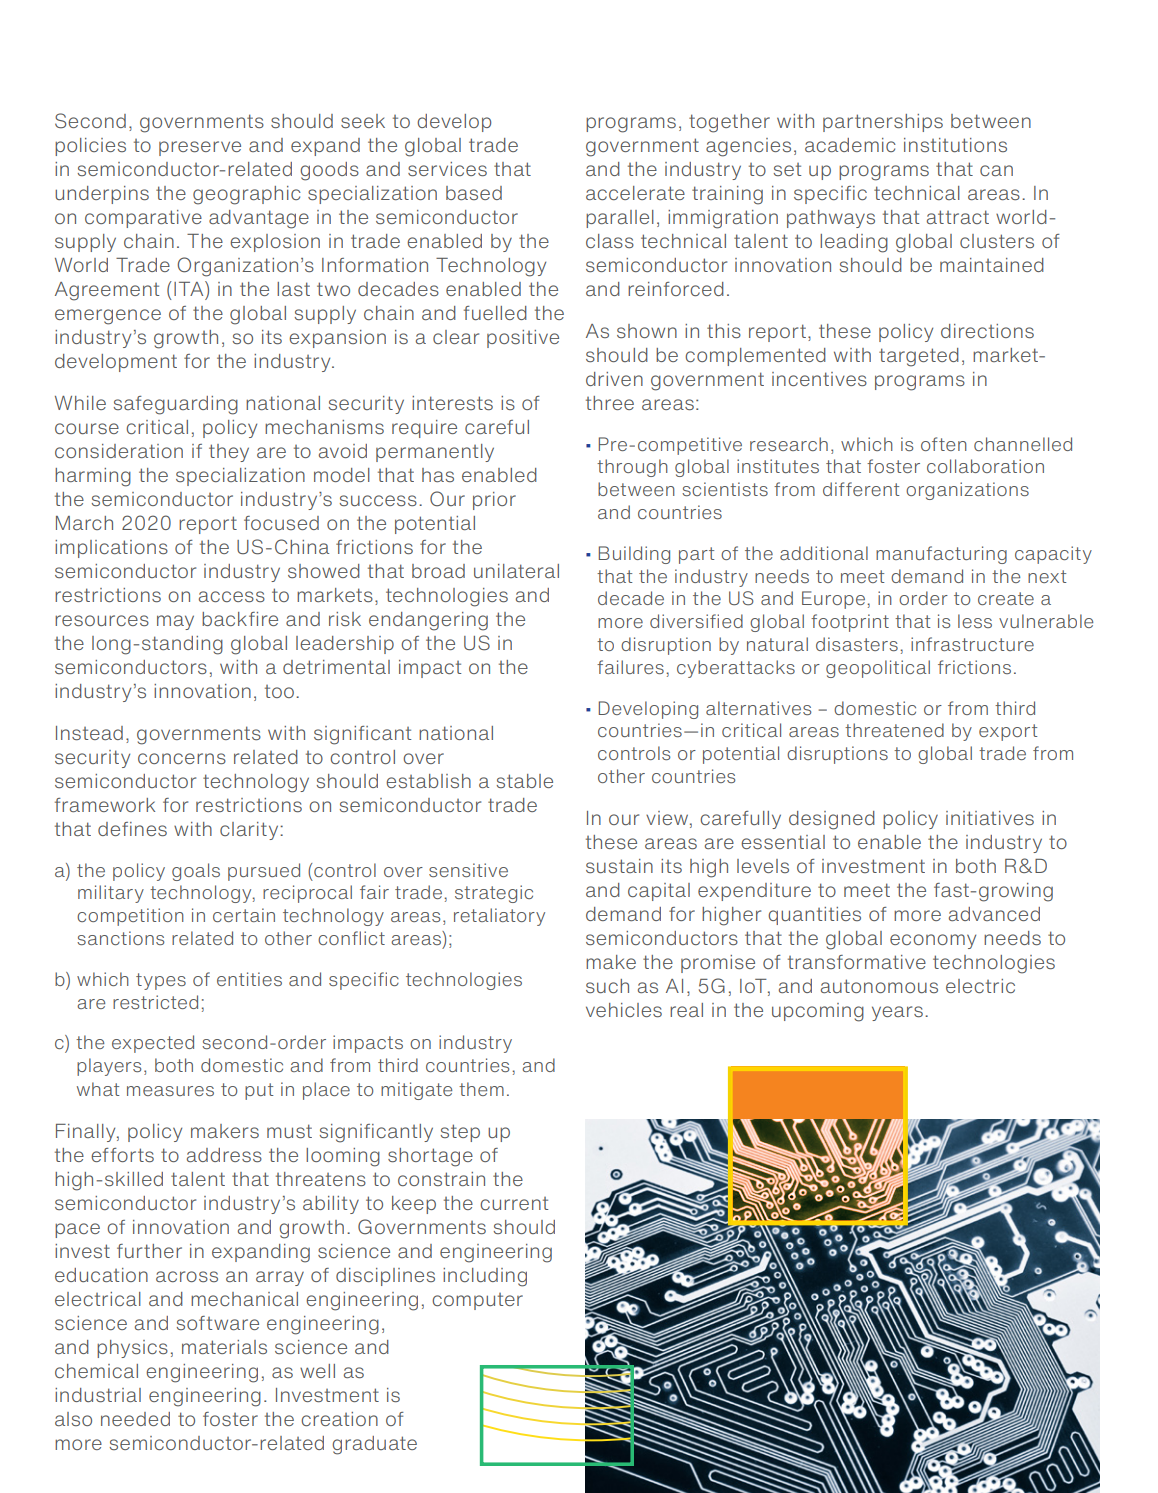 Second, governments should seek to develop
policies to preserve and expand the global trade
in semiconductor-related goods and services that
underpins the geographic specialization based
on comparative advantage in the semiconductor
supply chain. The explosion in trade enabled by the
World Trade Organization’s Information Technology
Agreement (ITA) in the last two decades enabled the
emergence of the global supply chain and fuelled the
industry’s growth, so its expansion is a clear positive
development for the industry.
While safeguarding national security interests is of
course critical, policy mechanisms require careful
consideration if they are to avoid permanently
harming the specialization model that has enabled
the semiconductor industry’s success. Our prior
March 2020 report focused on the potential
implications of the US-China frictions for the
semiconductor industry showed that broad unilateral
restrictions on access to markets, technologies and
resources may backfire and risk endangering the
the long-standing global leadership of the US in
semiconductors, with a detrimental impact on the
industry’s innovation, too.
Instead, governments with significant national
security concerns related to control over
semiconductor technology should establish a stable
framework for restrictions on semiconductor trade
that defines with clarity:
a) the policy goals pursued (control over sensitive
military technology, reciprocal fair trade, strategic
competition in certain technology areas, retaliatory
sanctions related to other conflict areas);
b) which types of entities and specific technologies
are restricted;
c) the expected second-order impacts on industry
players, both domestic and from third countries, and
what measures to put in place to mitigate them.
Finally, policy makers must significantly step up
the efforts to address the looming shortage of
high-skilled talent that threatens to constrain the
semiconductor industry’s ability to keep the current
pace of innovation and growth. Governments should
invest further in expanding science and engineering
education across an array of disciplines including
electrical and mechanical engineering, computer
science and software engineering,
and physics, materials science and
chemical engineering, as well as
industrial engineering. Investment is
also needed to foster the creation of
more semiconductor-related graduate
programs, together with partnerships between
government agencies, academic institutions
and the industry to set up programs that can
accelerate training in specific technical areas. In
parallel, immigration pathways that attract world-
class technical talent to leading global clusters of
semiconductor innovation should be maintained
and reinforced.
As shown in this report, these policy directions
should be complemented with targeted, market-
driven government incentives programs in
three areas:
▪ Pre-competitive research, which is often channelled
through global institutes that foster collaboration
between scientists from different organizations
and countries
▪ Building part of the additional manufacturing capacity
that the industry needs to meet demand in the next
decade in the US and Europe, in order to create a
more diversified global footprint that is less vulnerable
to disruption by natural disasters, infrastructure
failures, cyberattacks or geopolitical frictions.
▪ Developing alternatives – domestic or from third
countries—in critical areas threatened by export
controls or potential disruptions to global trade from
other countries
In our view, carefully designed policy initiatives in
these areas are essential to enable the industry to
sustain its high levels of investment in both R&D
and capital expenditure to meet the fast-growing
demand for higher quantities of more advanced
semiconductors that the global economy needs to
make the promise of transformative technologies
such as AI, 5G, IoT, and autonomous electric
vehicles real in the upcoming years.